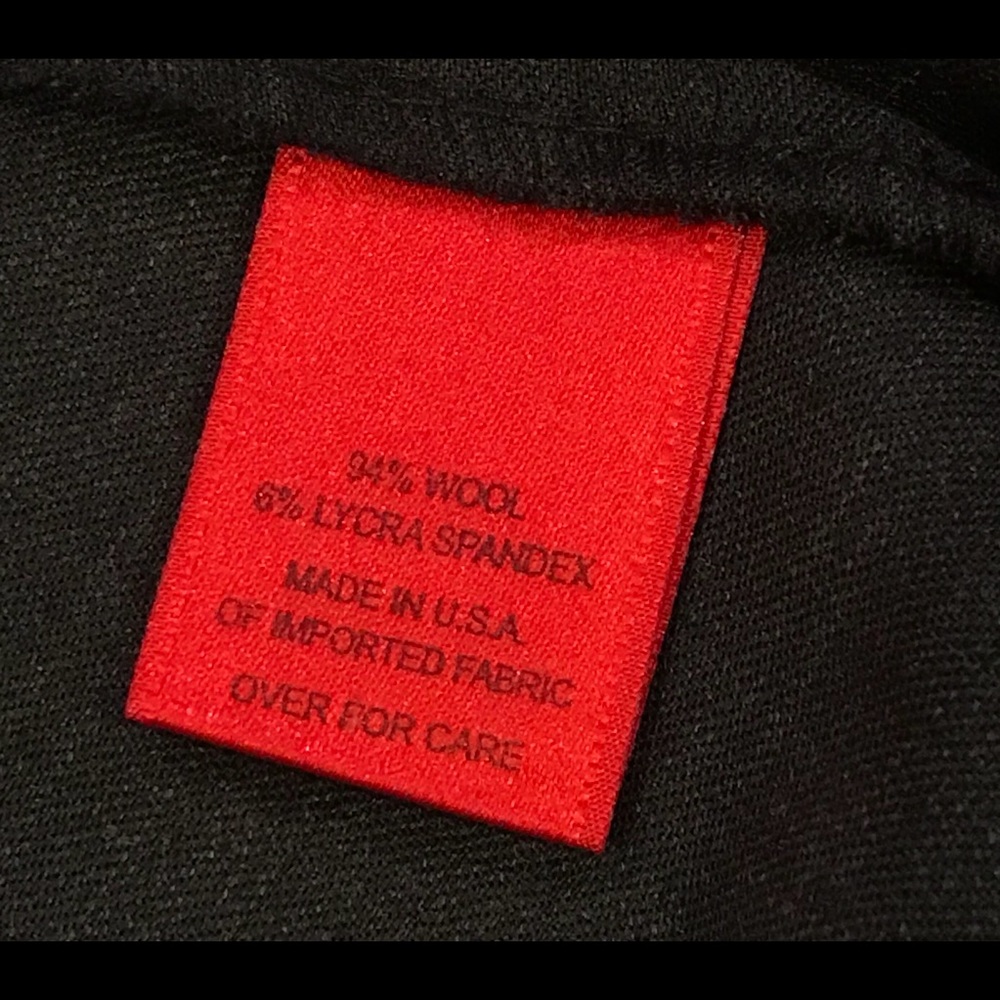 94% WOOL
6% LYCRA SPANDEX
MADE IN U.S.A.
OF IMPORTED FABRIC
OVER FOR CARE